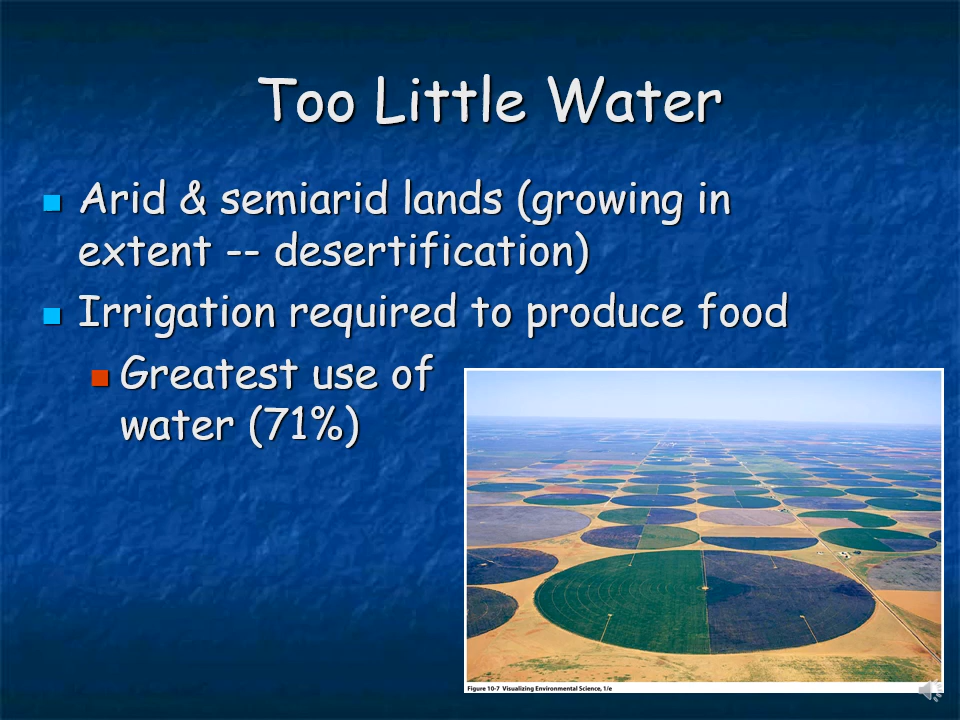 Too Little Water
Arid & semiarid lands (growing in
extent -- desertification)
Irrigation required to produce food
Greatest use of
water (71%)
Figure 10-7 Visualizing Environmental Science, 1/e